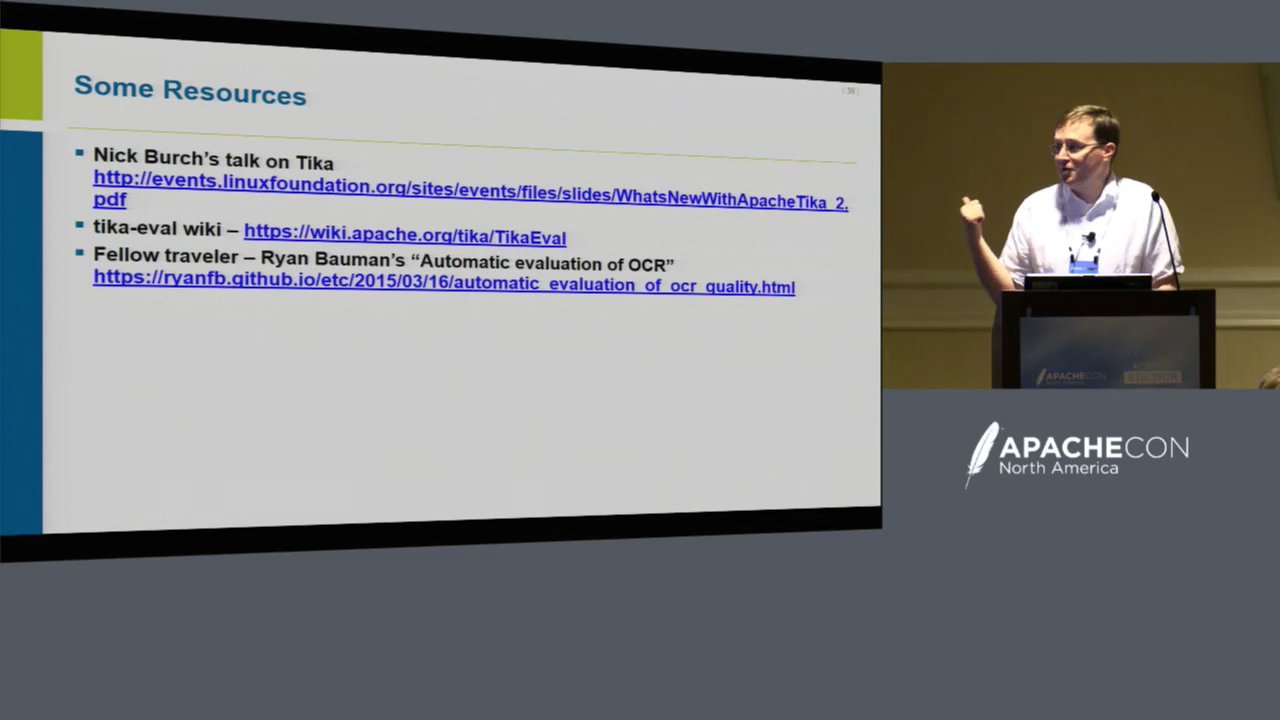 Some Resources
| 38 |
Nick Burch's talk on Tika
http://events.linuxfoundation.org/sites/events/files/slides/WhatsNewWithApacheTika_2.
pdf
tika-eval wiki – https://wiki.apache.org/tika/TikaEval
Fellow traveler – Ryan Bauman's “Automatic evaluation of OCR”
https://ryanfb.github.io/etc/2015/03/16/automatic_evaluation_of_ocr_quality.html
APACHECON
APACHECON
North America